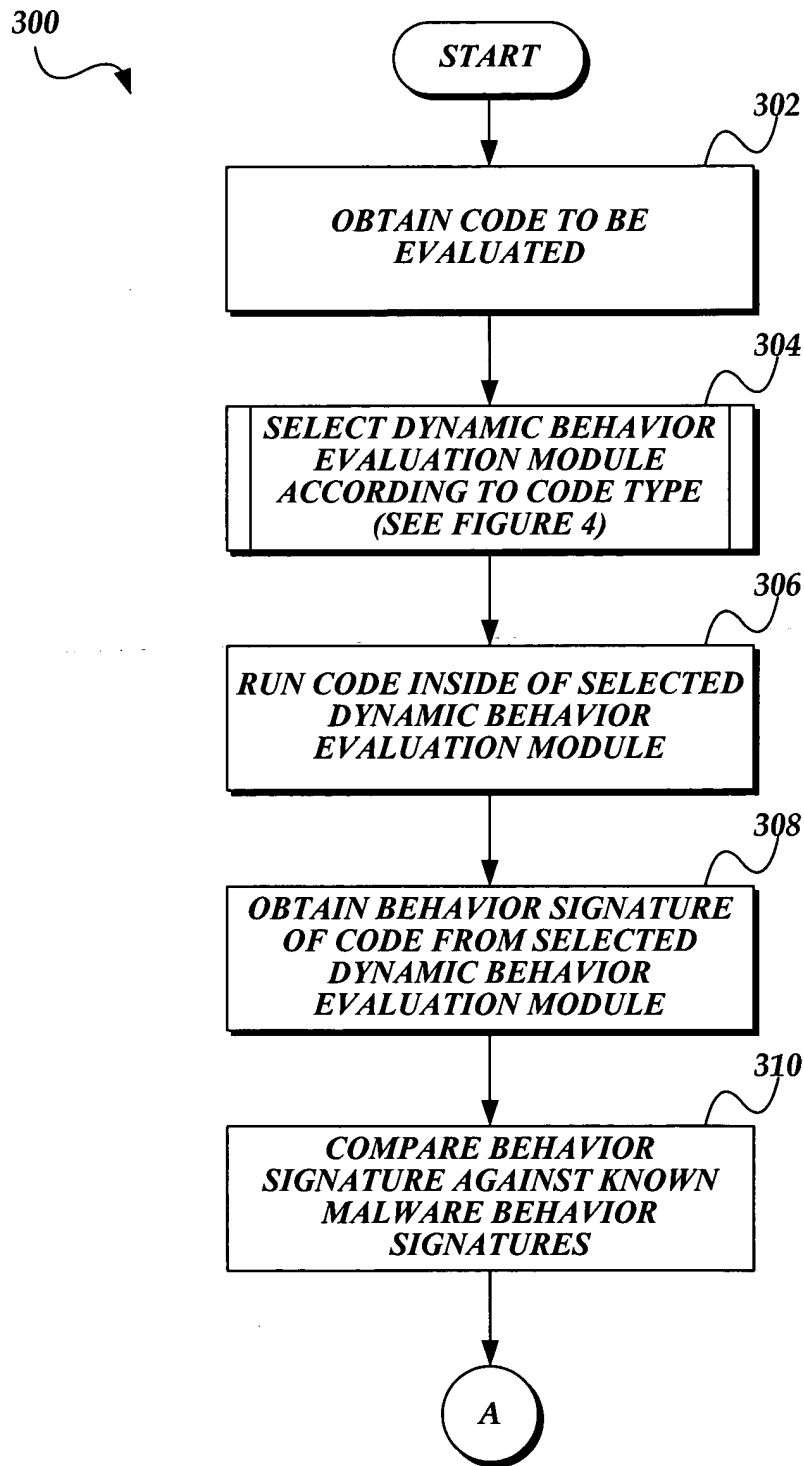 300
START
302
OBTAIN CODE TO BE
EVALUATED
304
SELECT DYNAMIC BEHAVIOR
EVALUATION MODULE
ACCORDING TO CODE TYPE
(SEE FIGURE 4)
306
RUN CODE INSIDE OF SELECTED
DYNAMIC BEHAVIOR
EVALUATION MODULE
308
OBTAIN BEHAVIOR SIGNATURE
OF CODE FROM SELECTED
DYNAMIC BEHAVIOR
EVALUATION MODULE
310
COMPARE BEHAVIOR
SIGNATURE AGAINST KNOWN
MALWARE BEHAVIOR
SIGNATURES
A